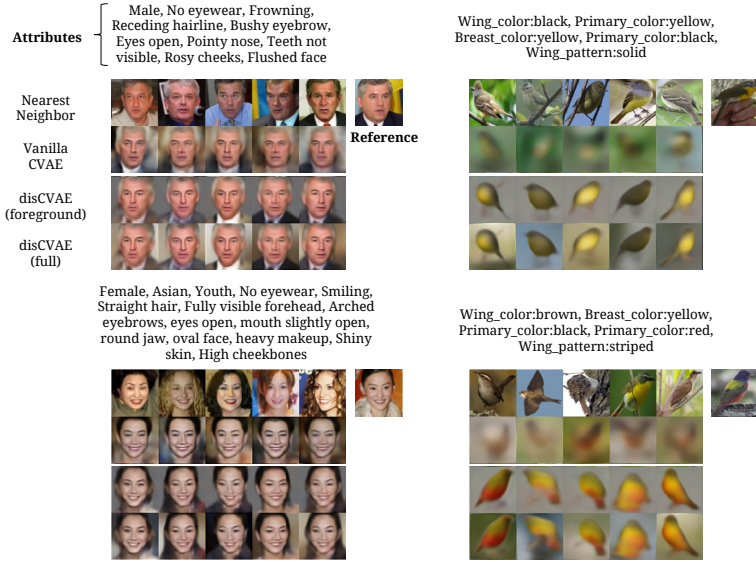 Attributes
Male, No eyewear, Frowning,
Receding hairline, Bushy eyebrow,
Eyes open, Pointy nose, Teeth not
visible, Rosy cheeks, Flushed face
Wing_color:black, Primary_color:yellow,
Breast_color:yellow, Primary_color:black,
Wing_pattern:solid
Nearest
Neighbor
Reference
Vanilla
CVAE
disCVAE
(foreground)
disCVAE
(full)
Female, Asian, Youth, No eyewear, Smiling,
Straight hair, Fully visible forehead, Arched
eyebrows, eyes open, mouth slightly open,
round jaw, oval face, heavy makeup, Shiny
skin, High cheekbones
Wing_color:brown, Breast_color:yellow,
Primary_color:black, Primary_color:red,
Wing_pattern:striped